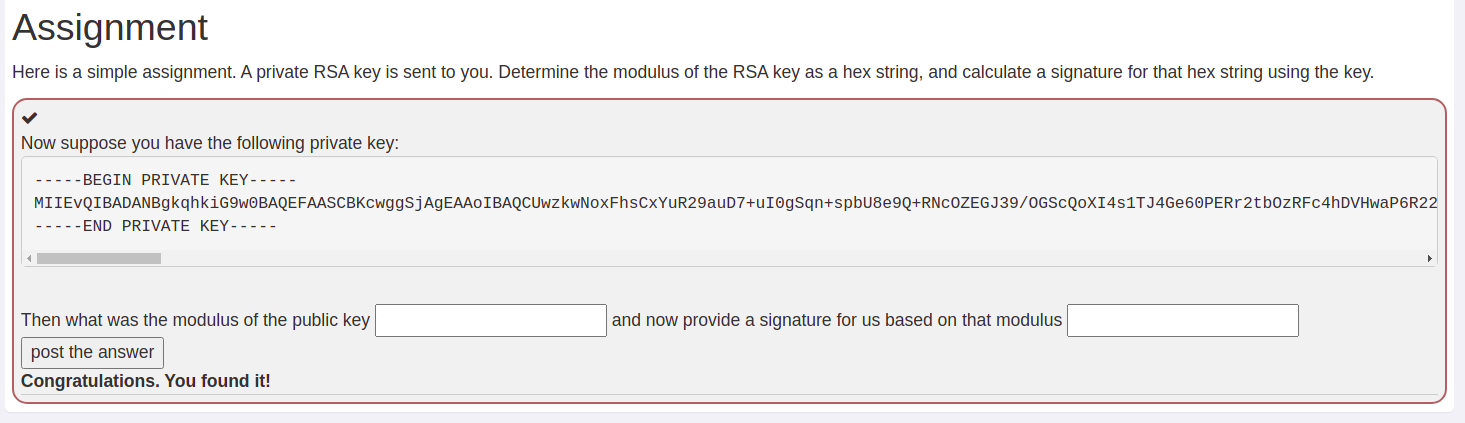 Assignment
Here is a simple assignment. A private RSA key is sent to you. Determine the modulus of the RSA key as a hex string, and calculate a signature for that hex string using the key.
Now suppose you have the following private key:
-----BEGIN PRIVATE KEY-----
MIIEvQIBADANBgkqhkiG9w0BAQEFAASCBKcwggSjAgEAAoIBAQCUwzkwNoxFhsCxYuR29auD7+uI0gSqn+spbU8e9Q+RNcOZEGJ39/OGScQoXI4s1TJ4Ge60PERr2tbOzRFc4hDVHwaP6R22
-----END PRIVATE KEY-----
Then what was the modulus of the public key and now provide a signature for us based on that modulus
post the answer
Congratulations. You found it!